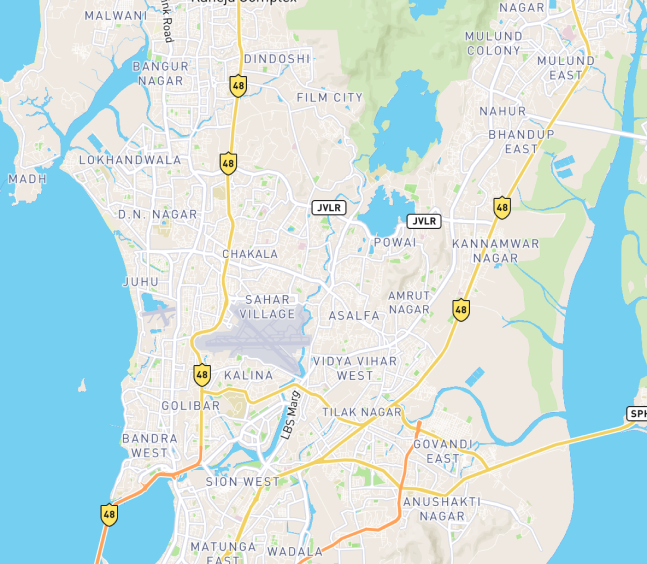 Raheja Complex
NAGAR
MALWANI
Link Road
MULUND
COLONY
DINDOSHI
MULUND
EAST
BANGUR
NAGAR
48
FILM CITY
NAHUR
BHANDUP
EAST
LOKHANDWALA
48
MADH
JVLR
48
D.N. NAGAR
JVLR
POWAI
KANNAMWAR
NAGAR
CHAKALA
JUHU
SAHAR
VILLAGE
AMRUT
NAGAR
48
ASALFA
VIDYA VIHAR
WEST
48
KALINA
GOLIBAR
LBS Marg
TILAK NAGAR
SPH
BANDRA
WEST
GOVANDI
EAST
SION WEST
ANUSHAKTI
NAGAR
48
MATUNGA
EAST
WADALA